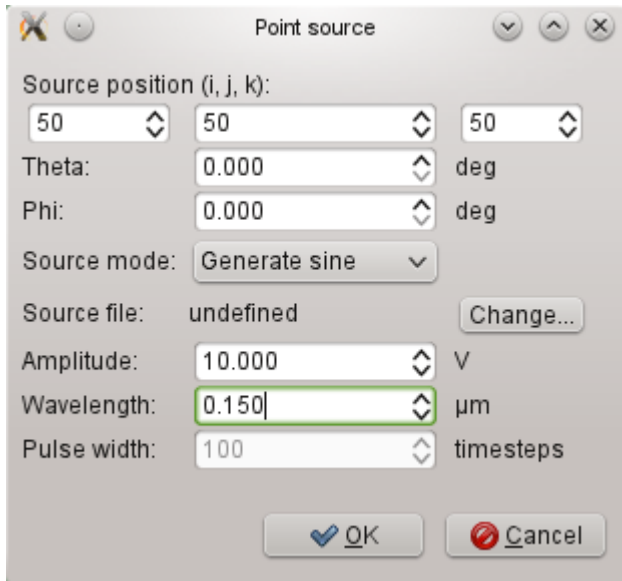 Point source
Source position (i, j, k):
50 50 50
Theta: 0.000 deg
Phi: 0.000 deg
Source mode: Generate sine
Source file: undefined Change...
Amplitude: 10.000 V
Wavelength: 0.150 µm
Pulse width: 100 timesteps
OK Cancel